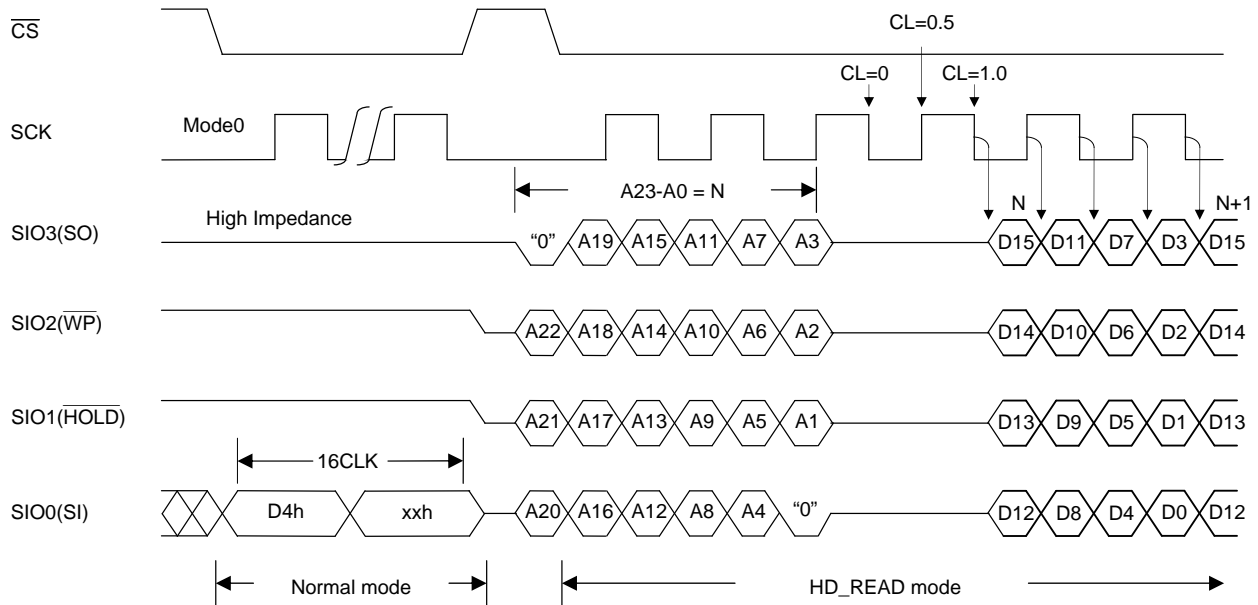 CS
CL=0.5
CL=0 CL=1.0
SCK Mode0
A23-A0 = N
High Impedance N N+1
SIO3(SO) “0” A19 A15 A11 A7 A3 D15 D11 D7 D3 D15
SIO2(WP) A22 A18 A14 A10 A6 A2 D14 D10 D6 D2 D14
SIO1(HOLD) A21 A17 A13 A9 A5 A1 D13 D9 D5 D1 D13
16CLK
SIO0(SI) D4h xxh A20 A16 A12 A8 A4 “0” D12 D8 D4 D0 D12
Normal mode HD_READ mode